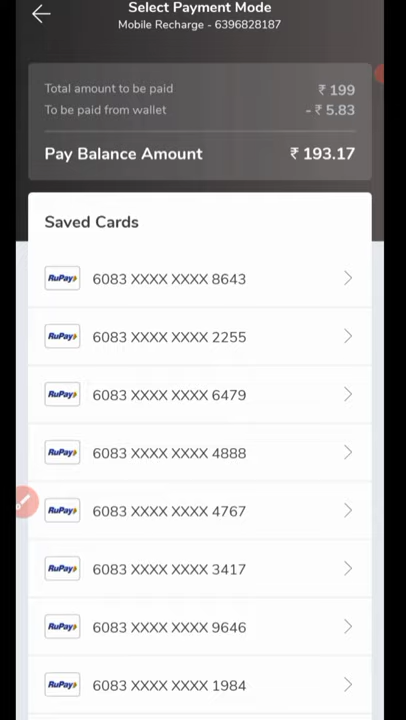 Select Payment Mode
Mobile Recharge - 6396828187
Total amount to be paid ₹ 199
To be paid from wallet - ₹ 5.83
Pay Balance Amount ₹ 193.17
Saved Cards
RuPay 6083 XXXX XXXX 8643
RuPay 6083 XXXX XXXX 2255
RuPay 6083 XXXX XXXX 6479
RuPay 6083 XXXX XXXX 4888
RuPay 6083 XXXX XXXX 4767
RuPay 6083 XXXX XXXX 3417
RuPay 6083 XXXX XXXX 9646
RuPay 6083 XXXX XXXX 1984